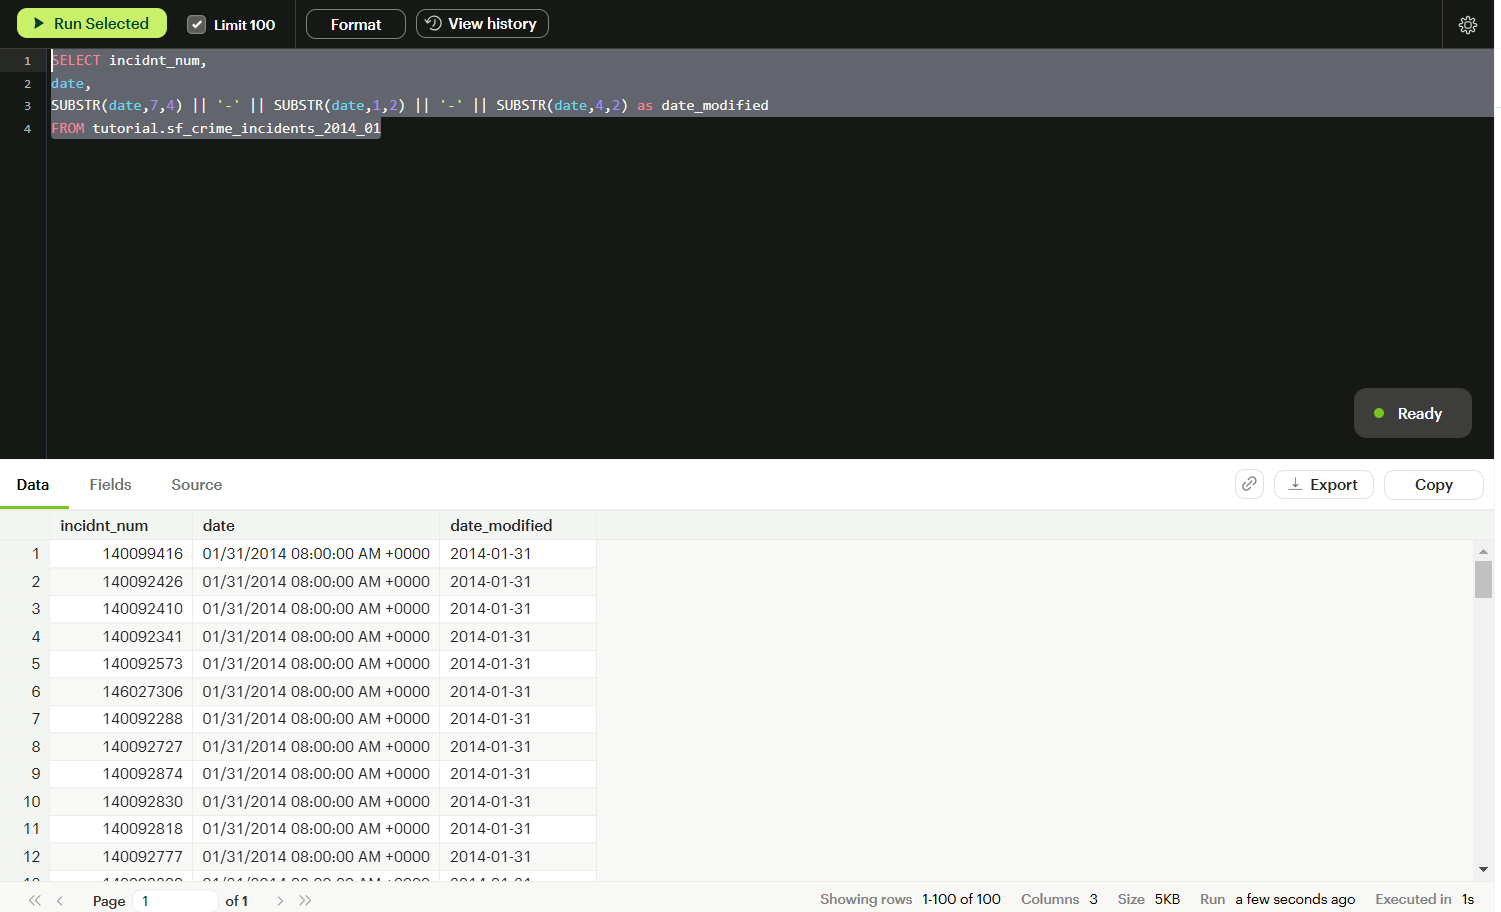 Run Selected Limit 100 Format View history
1 SELECT incidnt_num,
2 date,
3 SUBSTR(date,7,4) || '-' || SUBSTR(date,1,2) || '-' || SUBSTR(date,4,2) as date_modified
4 FROM tutorial.sf_crime_incidents_2014_01
Ready
Data Fields Source Export Copy
incidnt_num date date_modified
1 140099416 01/31/2014 08:00:00 AM +0000 2014-01-31
2 140092426 01/31/2014 08:00:00 AM +0000 2014-01-31
3 140092410 01/31/2014 08:00:00 AM +0000 2014-01-31
4 140092341 01/31/2014 08:00:00 AM +0000 2014-01-31
5 140092573 01/31/2014 08:00:00 AM +0000 2014-01-31
6 146027306 01/31/2014 08:00:00 AM +0000 2014-01-31
7 140092288 01/31/2014 08:00:00 AM +0000 2014-01-31
8 140092727 01/31/2014 08:00:00 AM +0000 2014-01-31
9 140092874 01/31/2014 08:00:00 AM +0000 2014-01-31
10 140092830 01/31/2014 08:00:00 AM +0000 2014-01-31
11 140092818 01/31/2014 08:00:00 AM +0000 2014-01-31
12 140092777 01/31/2014 08:00:00 AM +0000 2014-01-31
Page 1 of 1 Showing rows 1-100 of 100 Columns 3 Size 5KB Run a few seconds ago Executed in 1s